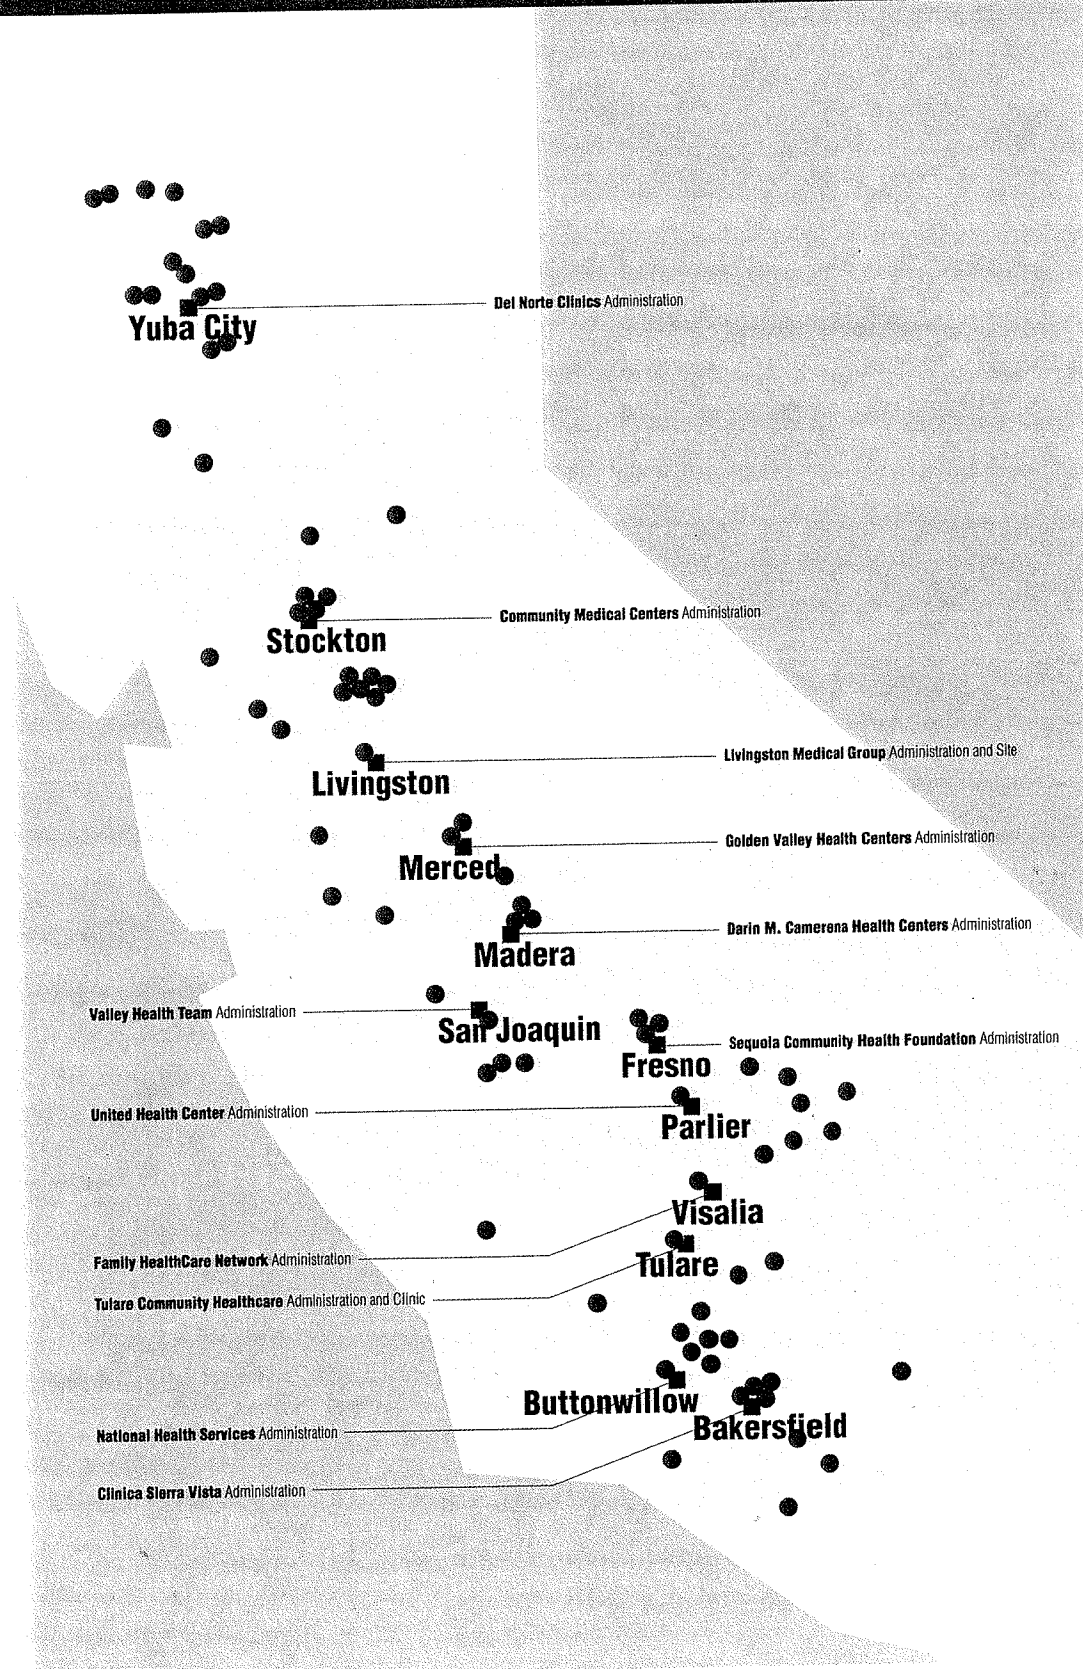 Del Norte Clinics Administration
Yuba City
Community Medical Centers Administration
Stockton
Livingston Medical Group Administration and Site
Livingston
Golden Valley Health Centers Administration
Merced
Darin M. Camerena Health Centers Administration
Madera
Valley Health Team Administration
San Joaquin
Sequoia Community Health Foundation Administration
Fresno
United Health Center Administration
Parlier
Visalia
Family HealthCare Network Administration
Tulare
Tulare Community Healthcare Administration and Clinic
Buttonwillow
Bakersfield
National Health Services Administration
Clinica Sierra Vista Administration